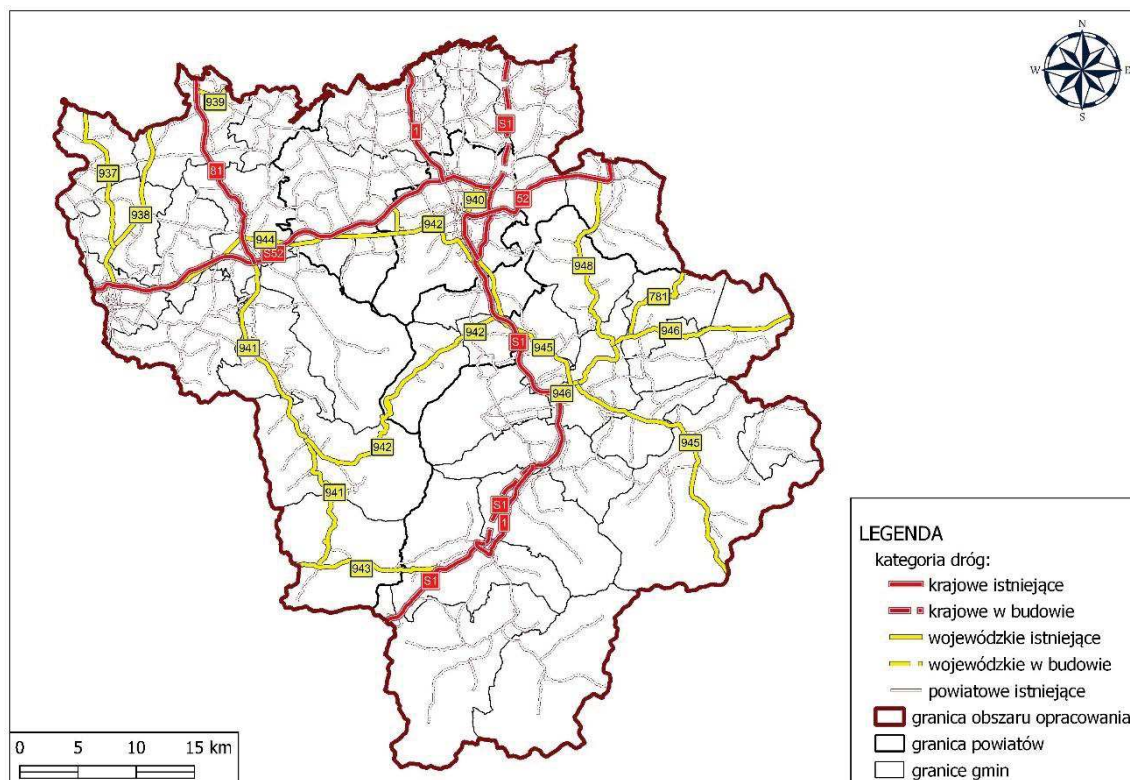 N
W E
S
939
1
S1
937
81
52
938
940
942
944
S52
948
781
942
946
941
S1
945
946
942
945
941
S1
1
943
S1
LEGENDA
kategoria dróg:
krajowe istniejące
krajowe w budowie
wojewódzkie istniejące
wojewódzkie w budowie
powiatowe istniejące
granica obszaru opracowania
granica powiatów
granice gmin
0 5 10 15 km